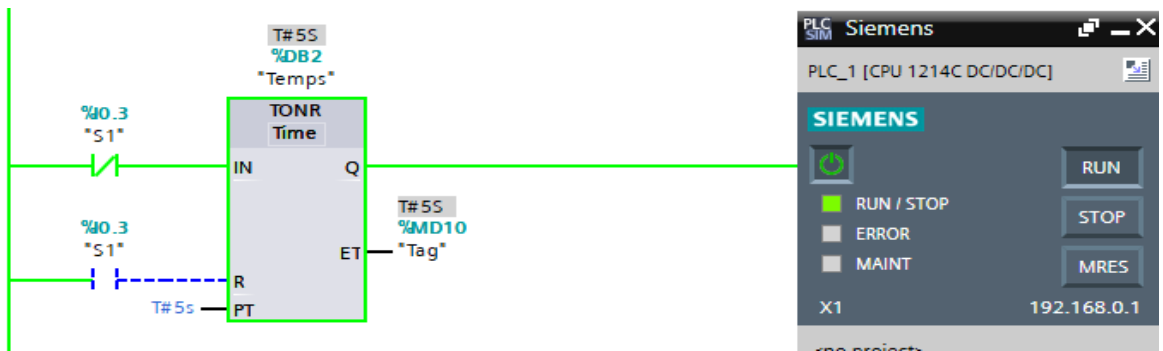 T#5S
%DB2
"Temps"
TONR
Time
%I0.3
"S1"
IN
Q
T#5S
%MD10
"Tag"
ET
%I0.3
"S1"
R
T#5s
PT
PLC SIM Siemens
PLC_1 [CPU 1214C DC/DC/DC]
SIEMENS
RUN
RUN / STOP
STOP
ERROR
MAINT
MRES
X1 192.168.0.1
<no project>